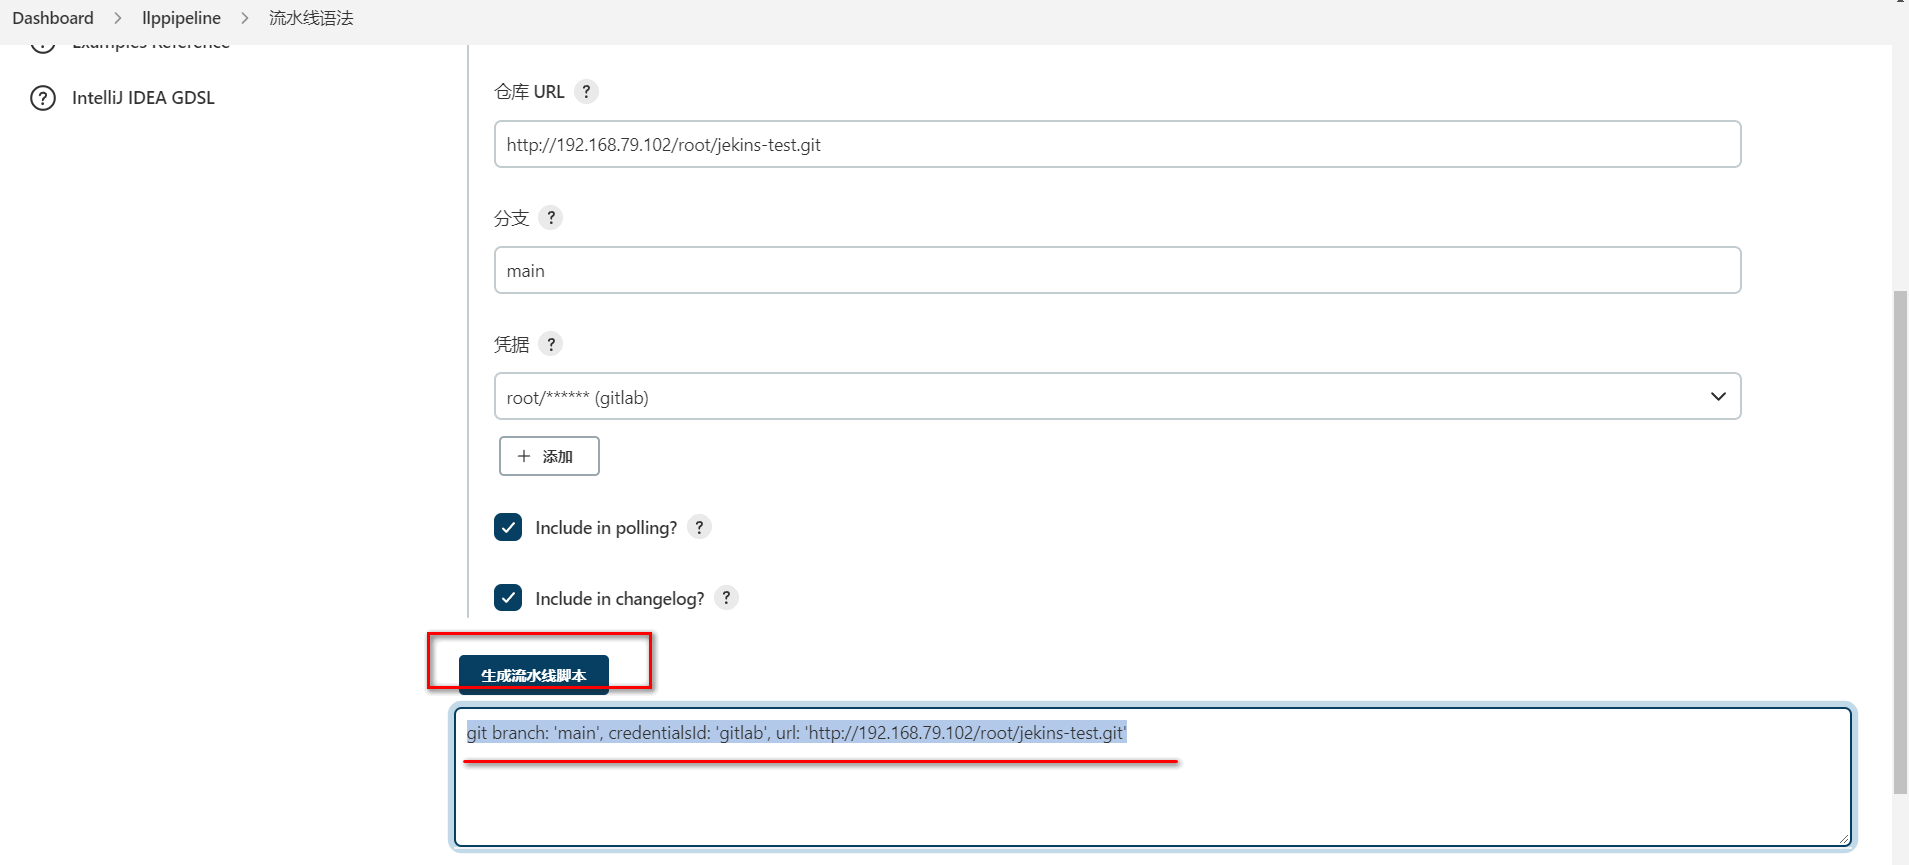 Dashboard > llppipeline > 流水线语法
Examples Reference
IntelliJ IDEA GDSL
仓库 URL ?
http://192.168.79.102/root/jekins-test.git
分支 ?
main
凭据 ?
root/****** (gitlab)
+ 添加
Include in polling? ?
Include in changelog? ?
生成流水线脚本
git branch: 'main', credentialsId: 'gitlab', url: 'http://192.168.79.102/root/jekins-test.git'